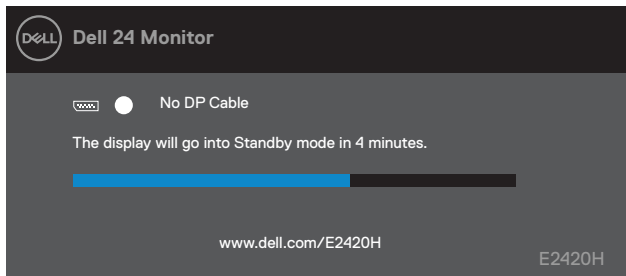 DELL
Dell 24 Monitor
No DP Cable
The display will go into Standby mode in 4 minutes.
www.dell.com/E2420H
E2420H